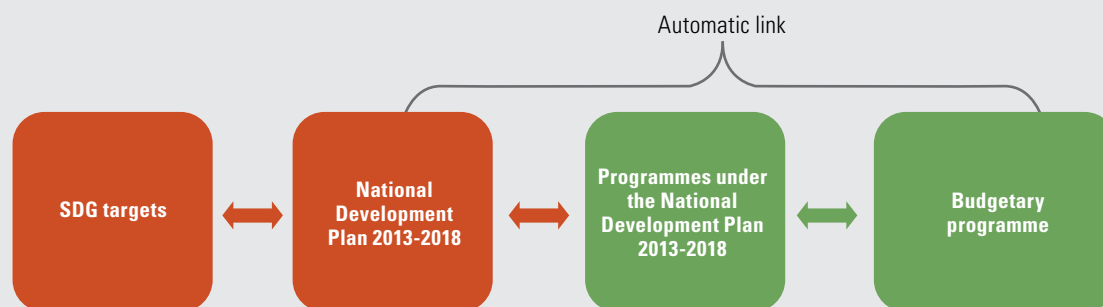 Automatic link
SDG targets
National
Development
Plan 2013-2018
Programmes under
the National
Development Plan
2013-2018
Budgetary
programme